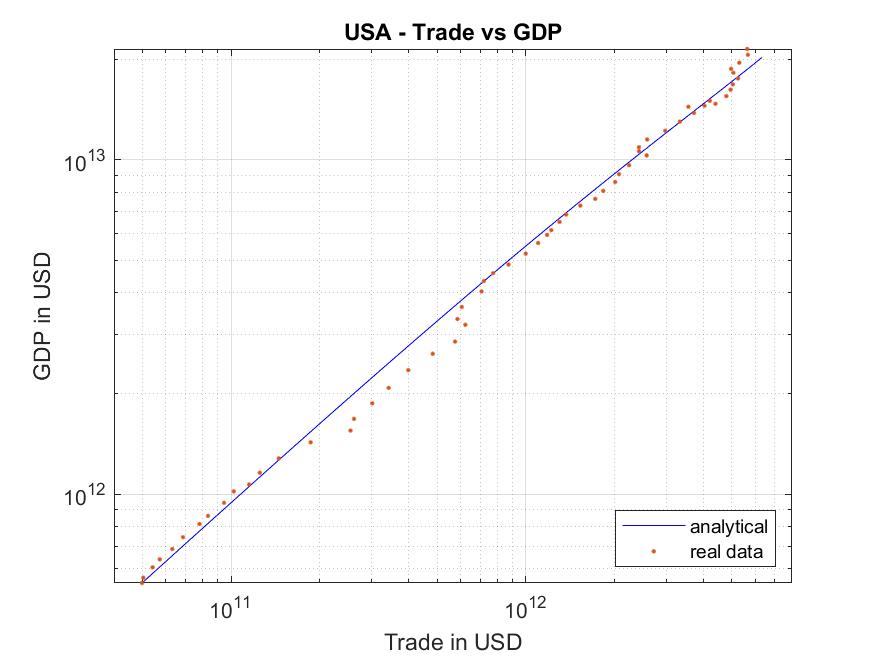 USA - Trade vs GDP
10^13
10^12
GDP in USD
10^11
10^12
Trade in USD
analytical
real data